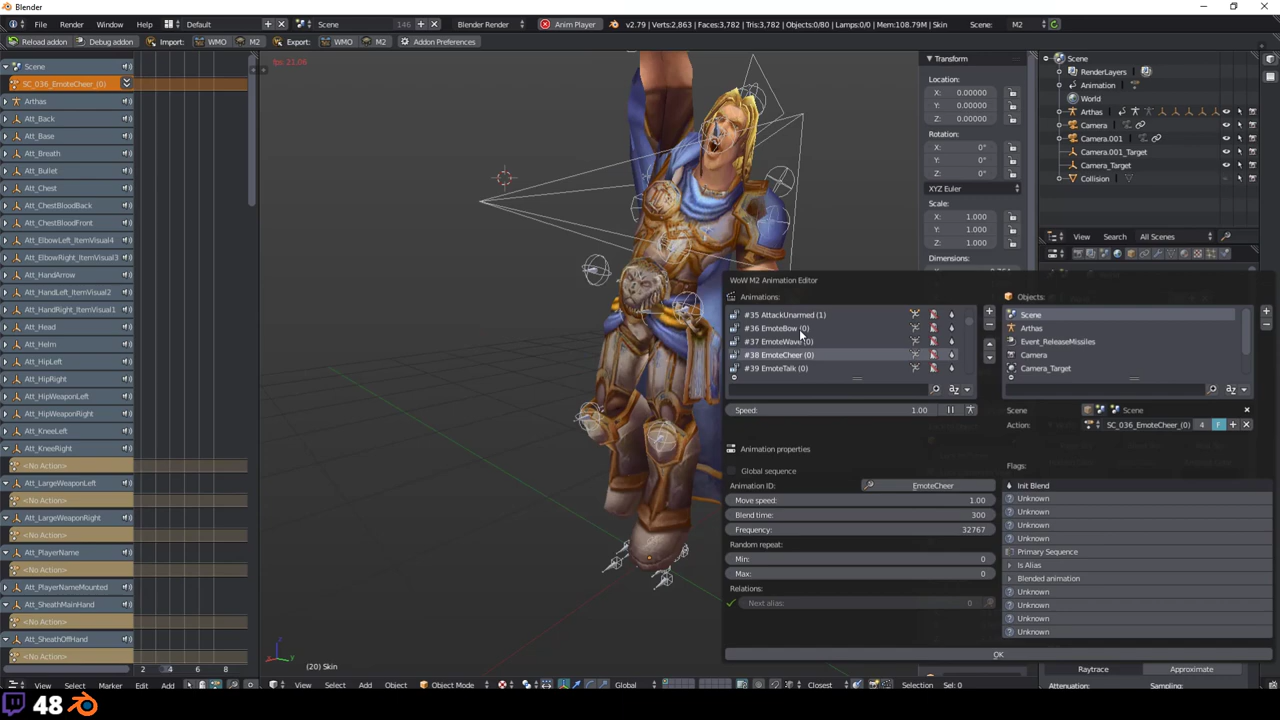 Blender
File Render Window Help Default Scene 146 Blender Render Anim Player v2.79 | Verts:2,863 | Faces:3,782 | Tris:3,782 | Objects:0/80 | Lamps:0/0 | Mem:108.79M | Skin Scene: M2
Reload addon Debug addon Import: WMO M2 Export: WMO M2 Addon Preferences
fps: 21.06
Scene
SC_036_EmoteCheer_(0)
Arthas
Att_Back
Att_Base
Att_Breath
Att_Bullet
Att_Chest
Att_ChestBloodBack
Att_ChestBloodFront
Att_ElbowLeft_ItemVisual4
Att_ElbowRight_ItemVisual3
Att_HandArrow
Att_HandLeft_ItemVisual2
Att_HandRight_ItemVisual1
Att_Head
Att_Helm
Att_HipLeft
Att_HipRight
Att_HipWeaponLeft
Att_HipWeaponRight
Att_KneeLeft
Att_KneeRight
<No Action>
Att_LargeWeaponLeft
<No Action>
Att_LargeWeaponRight
<No Action>
Att_PlayerName
<No Action>
Att_PlayerNameMounted
Att_SheathMainHand
<No Action>
Att_SheathOffHand
<No Action>
2 4 6 8
View Select Marker Edit Add
(20) Skin
View Select Add Object Object Mode Global Closest Selection Sel: 0
Transform
Location:
X: 0.00000
Y: 0.00000
Z: 0.00000
Rotation:
X: 0°
Y: 0°
Z: 0°
XYZ Euler
Scale:
X: 1.000
Y: 1.000
Z: 1.000
Dimensions:
Scene
RenderLayers
Animation
World
Arthas
Camera
Camera.001
Camera.001_Target
Camera_Target
Collision
View Search All Scenes
WoW M2 Animation Editor
Animations:
#35 AttackUnarmed (1)
#36 EmoteBow (0)
#37 EmoteWave (0)
#38 EmoteCheer (0)
#39 EmoteTalk (0)
Speed: 1.00
Animation properties
Global sequence
Animation ID: EmoteCheer
Move speed: 1.00
Blend time: 300
Frequency: 32767
Random repeat:
Min: 0
Max: 0
Relations:
Next alias: 0
Objects:
Scene
Arthas
Event_ReleaseMissiles
Camera
Camera_Target
Scene Scene
Action: SC_036_EmoteCheer_(0) 4 F
Flags:
Init Blend
Unknown
Unknown
Unknown
Unknown
Primary Sequence
Is Alias
Blended animation
Unknown
Unknown
Unknown
Unknown
OK
Raytrace Approximate
Attenuation: Sampling:
48